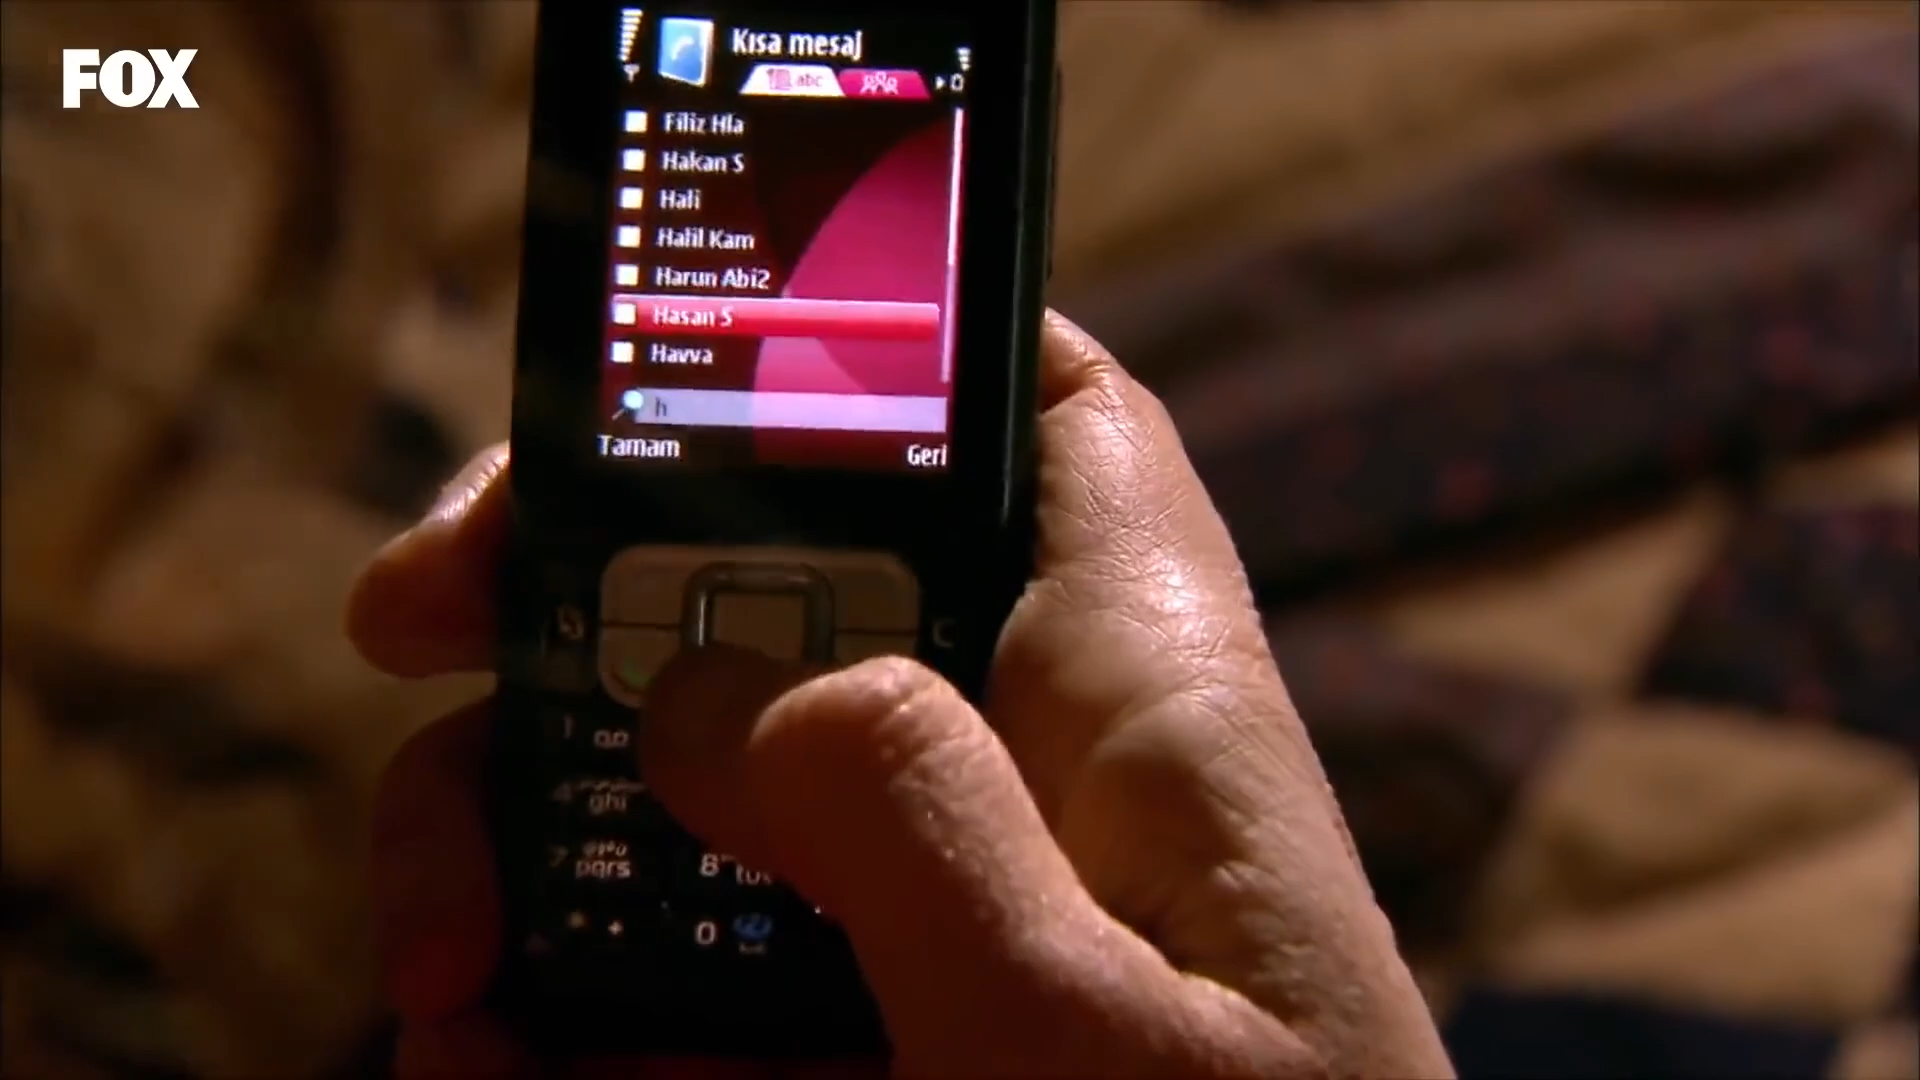 FOX
Kısa mesaj
abc
Filiz Hla
Hakan S
Hali
Halil Kam
Harun Abi2
Hasan S
Havva
h
Tamam
Geri
C
1
4 ghi
7 pqrs
8
* +
0